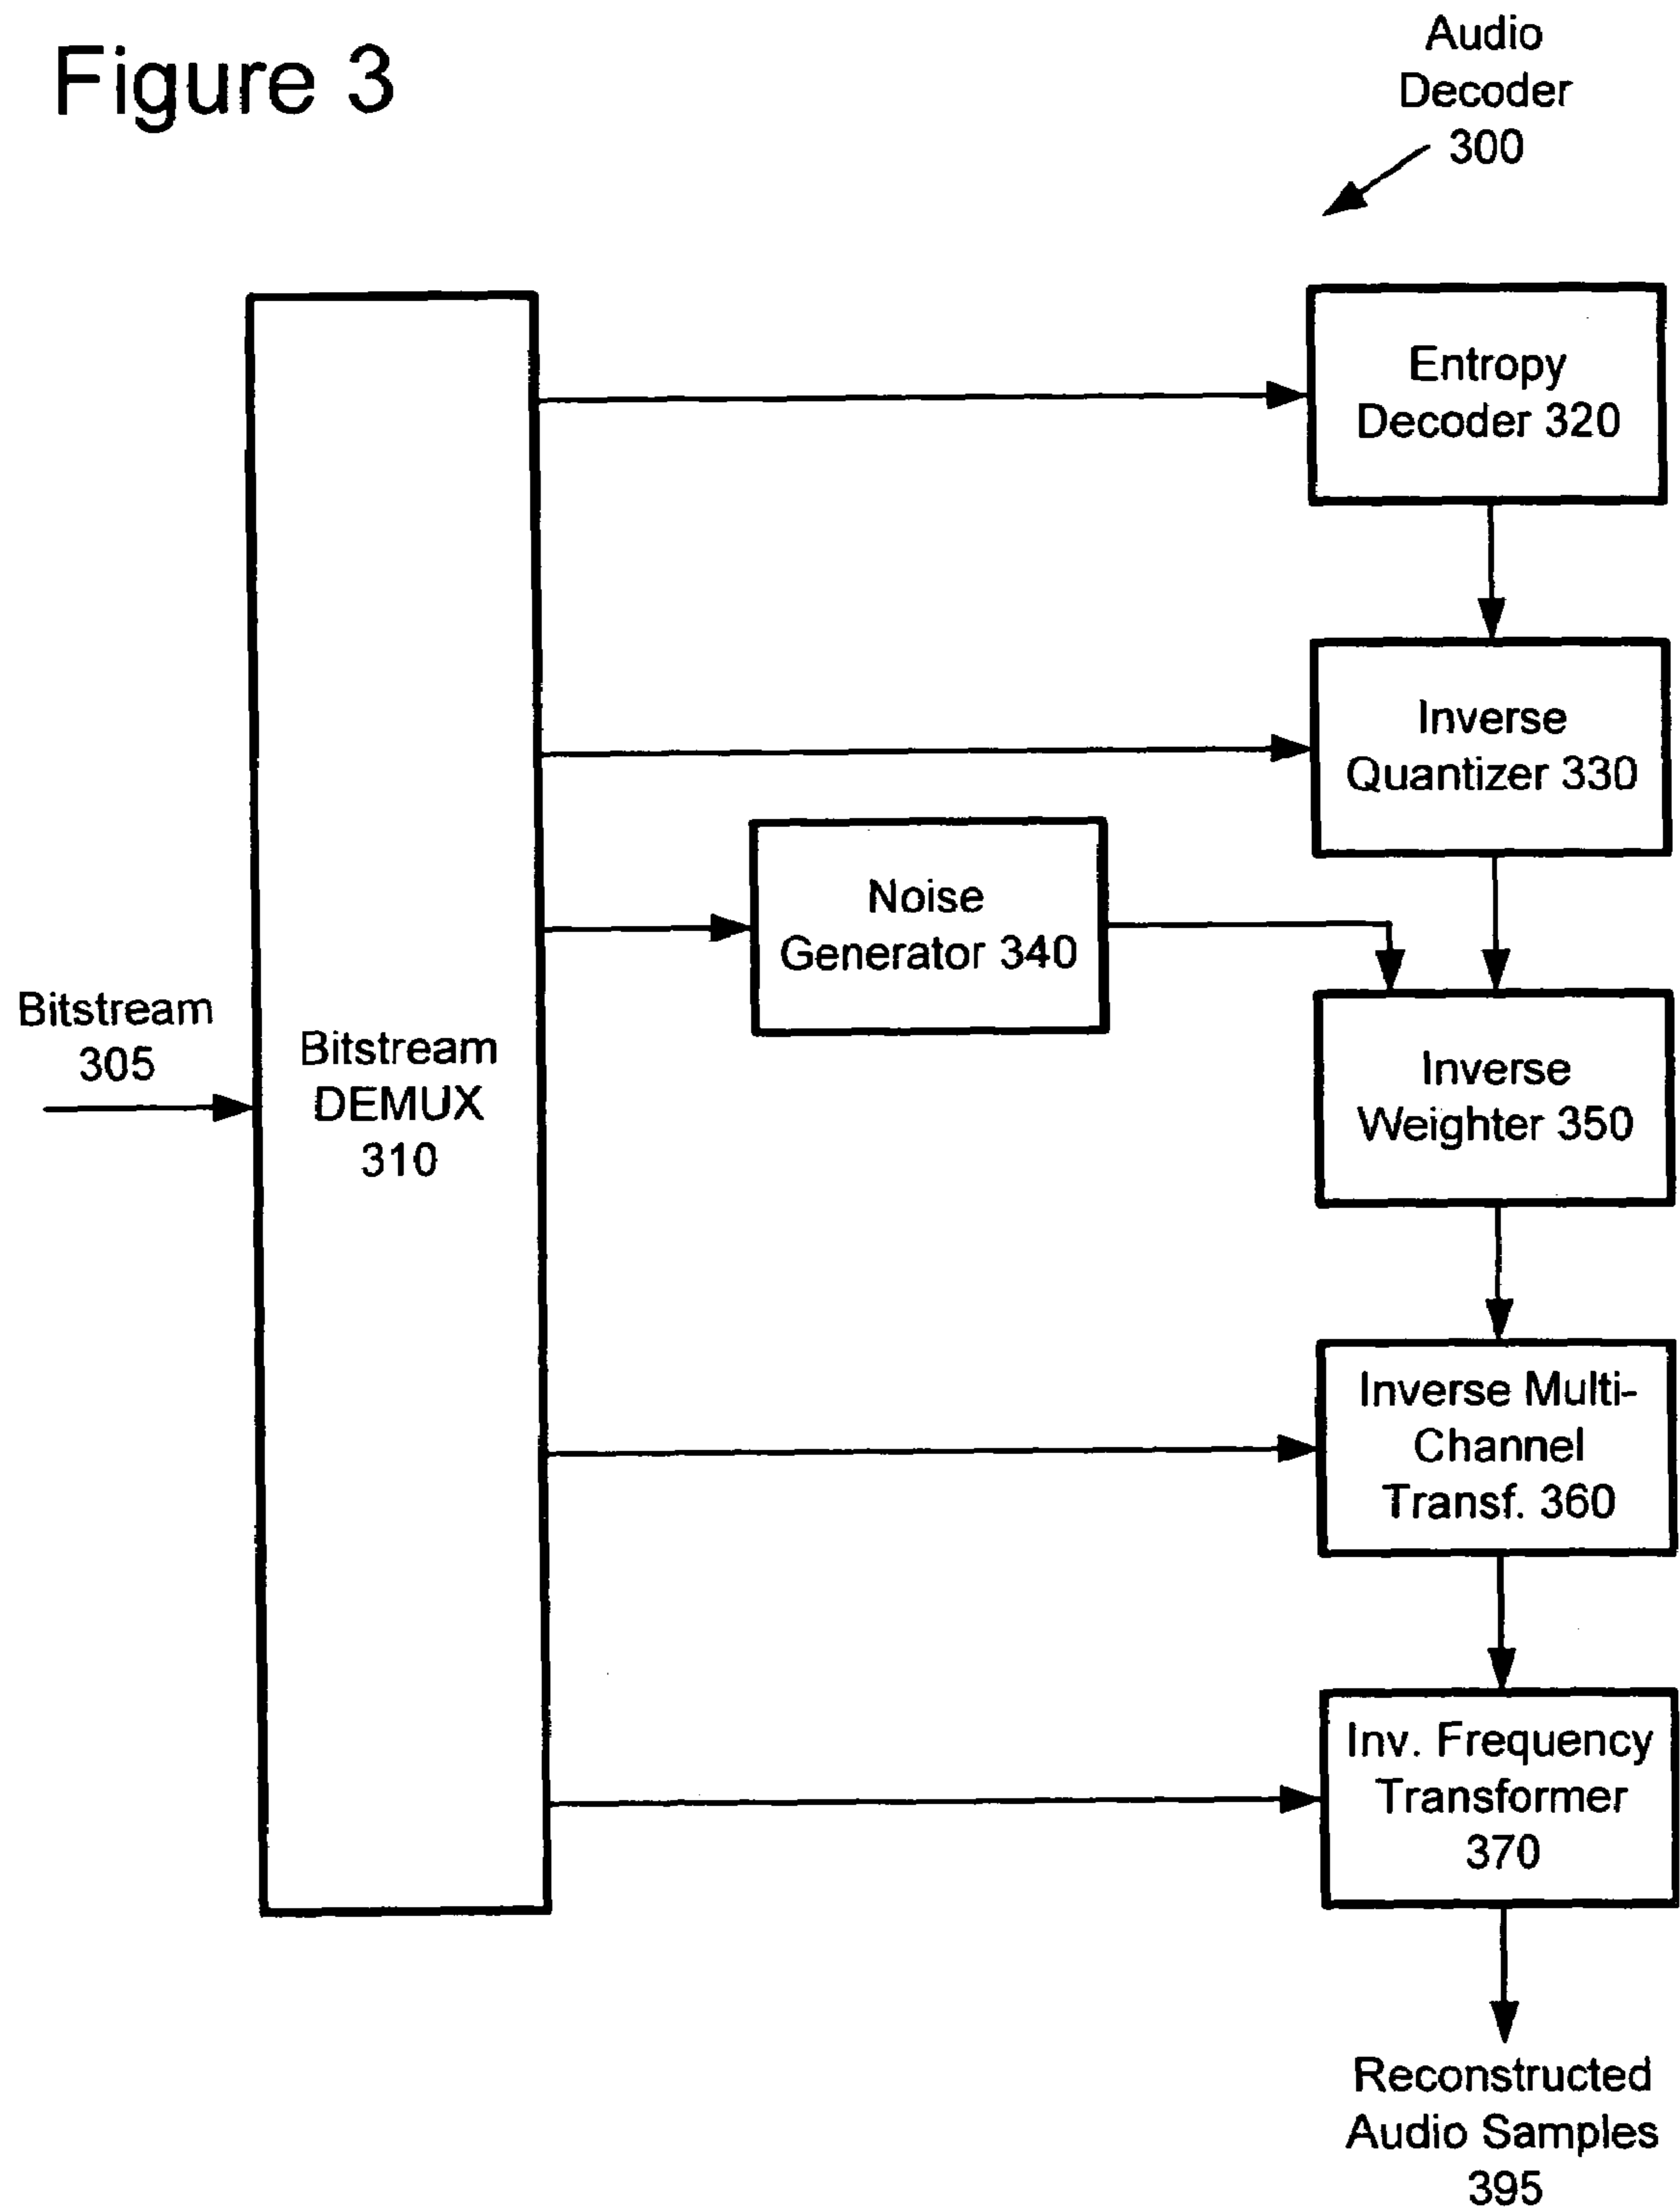 Figure 3
Audio
Decoder
300
Entropy
Decoder 320
Inverse
Quantizer 330
Noise
Generator 340
Bitstream
305
Bitstream
DEMUX
310
Inverse
Weighter 350
Inverse Multi-
Channel
Transf. 360
Inv. Frequency
Transformer
370
Reconstructed
Audio Samples
395